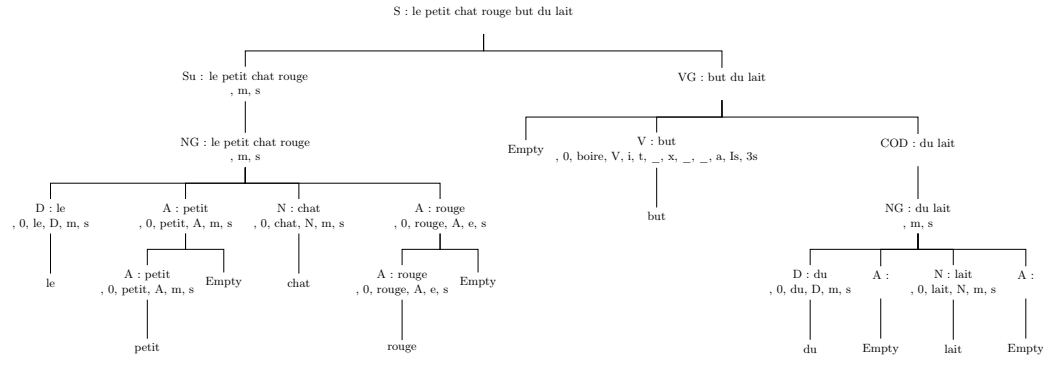 S : le petit chat rouge but du lait
Su : le petit chat rouge
, m, s
VG : but du lait
NG : le petit chat rouge
, m, s
Empty
V : but
, 0, boire, V, i, t, _, x, _, _, a, Is, 3s
COD : du lait
D : le
, 0, le, D, m, s
A : petit
, 0, petit, A, m, s
N : chat
, 0, chat, N, m, s
A : rouge
, 0, rouge, A, e, s
but
NG : du lait
, m, s
le
A : petit
, 0, petit, A, m, s
Empty
chat
A : rouge
, 0, rouge, A, e, s
Empty
D : du
, 0, du, D, m, s
A :
N : lait
, 0, lait, N, m, s
A :
petit
rouge
du
Empty
lait
Empty